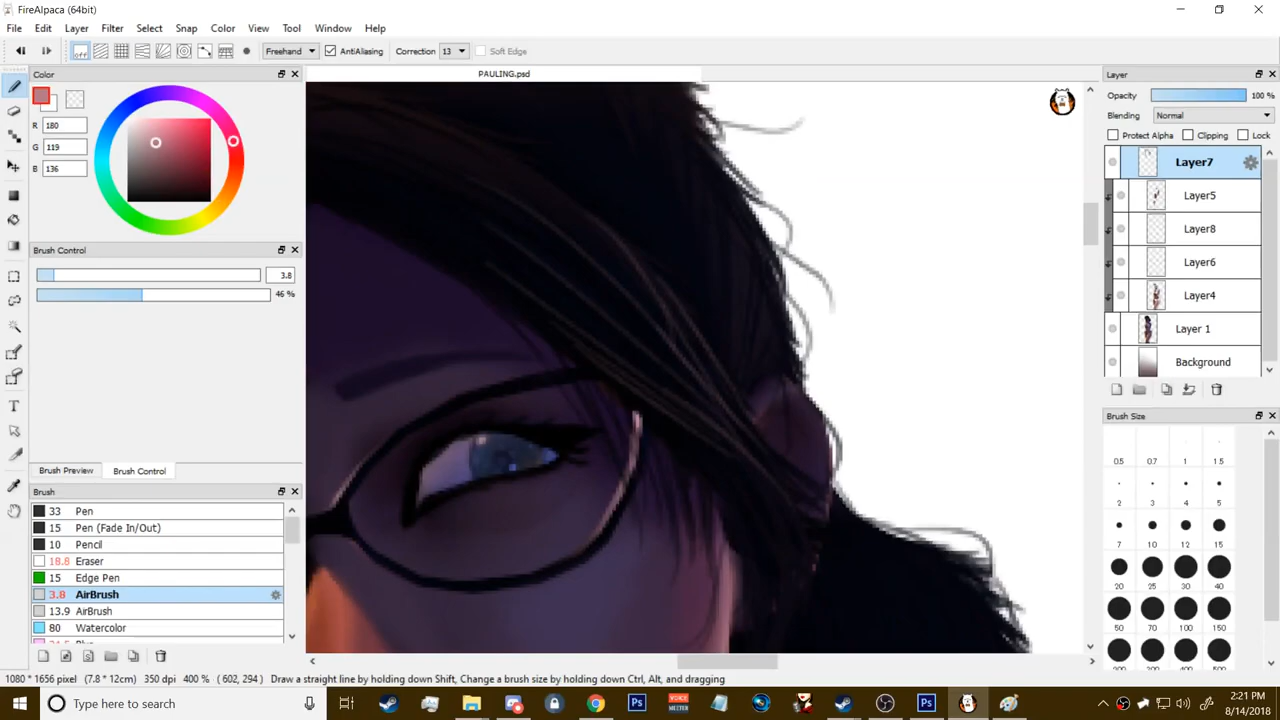 FireAlpaca (64bit)
File Edit Layer Filter Select Snap Color View Tool Window Help
off Freehand AntiAliasing Correction 13 Soft Edge
Color
PAULING.psd
Layer
R 180
G 119
B 136
Opacity 100 %
Blending Normal
Protect Alpha Clipping Lock
Layer7
Layer5
Layer8
Layer6
Layer4
Layer 1
Background
Brush Control
3.8
46 %
Brush Preview Brush Control
Brush
33 Pen
15 Pen (Fade In/Out)
10 Pencil
18.8 Eraser
15 Edge Pen
3.8 AirBrush
13.9 AirBrush
80 Watercolor
Brush Size
0.5 0.7 1 1.5
2 3 4 5
7 10 12 15
20 25 30 40
50 70 100 150
1080 * 1656 pixel (7.8 * 12cm) 350 dpi 400 % ( 602, 294 ) Draw a straight line by holding down Shift, Change a brush size by holding down Ctrl, Alt, and dragging
Type here to search
Ps
VOICE MEETER
Ps
2:21 PM
8/14/2018